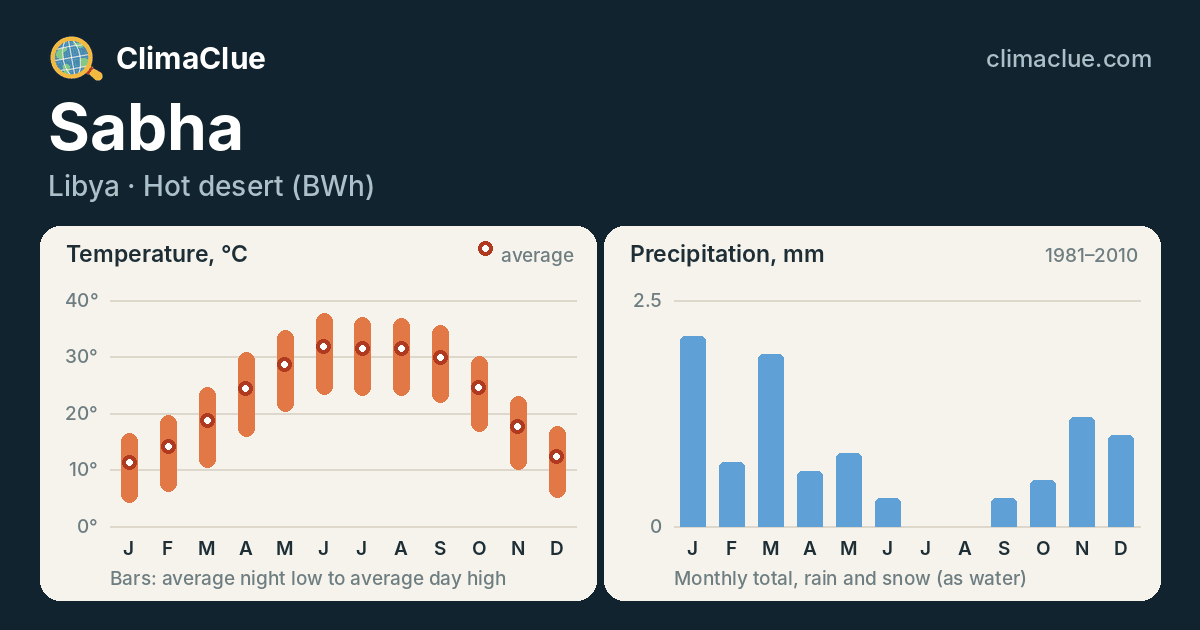 ClimaClue
climaclue.com
Sabha
Libya · Hot desert (BWh)
Temperature, °C
average
40°
30°
20°
10°
0°
J F M A M J J A S O N D
Bars: average night low to average day high
Precipitation, mm
1981–2010
2.5
0
J F M A M J J A S O N D
Monthly total, rain and snow (as water)